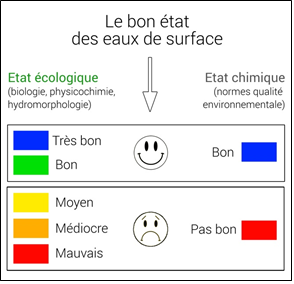 Le bon état
des eaux de surface
Etat écologique
(biologie, physicochimie,
hydromorphologie)
Etat chimique
(normes qualité
environnementale)
Très bon
Bon
Bon
Moyen
Médiocre
Mauvais
Pas bon